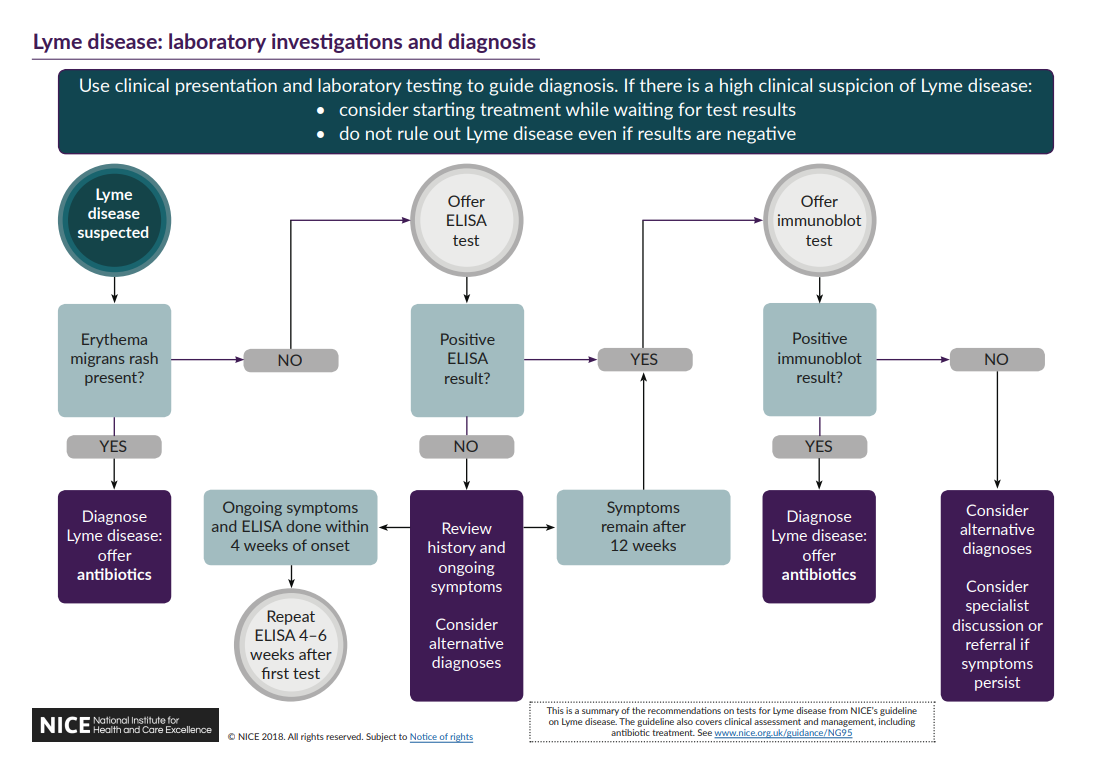 Lyme disease: laboratory investigations and diagnosis
Use clinical presentation and laboratory testing to guide diagnosis. If there is a high clinical suspicion of Lyme disease:
• consider starting treatment while waiting for test results
• do not rule out Lyme disease even if results are negative
Lyme
disease
suspected
Offer
ELISA
test
Offer
immunoblot
test
Erythema
migrans rash
present?
NO
Positive
ELISA
result?
YES
Positive
immunoblot
result?
NO
YES
NO
YES
Diagnose
Lyme disease:
offer
antibiotics
Ongoing symptoms
and ELISA done within
4 weeks of onset
Review
history and
ongoing
symptoms
Consider
alternative
diagnoses
Symptoms
remain after
12 weeks
Diagnose
Lyme disease:
offer
antibiotics
Consider
alternative
diagnoses
Consider
specialist
discussion or
referral if
symptoms
persist
Repeat
ELISA 4–6
weeks after
first test
NICE National Institute for
Health and Care Excellence
© NICE 2018. All rights reserved. Subject to Notice of rights
This is a summary of the recommendations on tests for Lyme disease from NICE's guideline
on Lyme disease. The guideline also covers clinical assessment and management, including
antibiotic treatment. See www.nice.org.uk/guidance/NG95